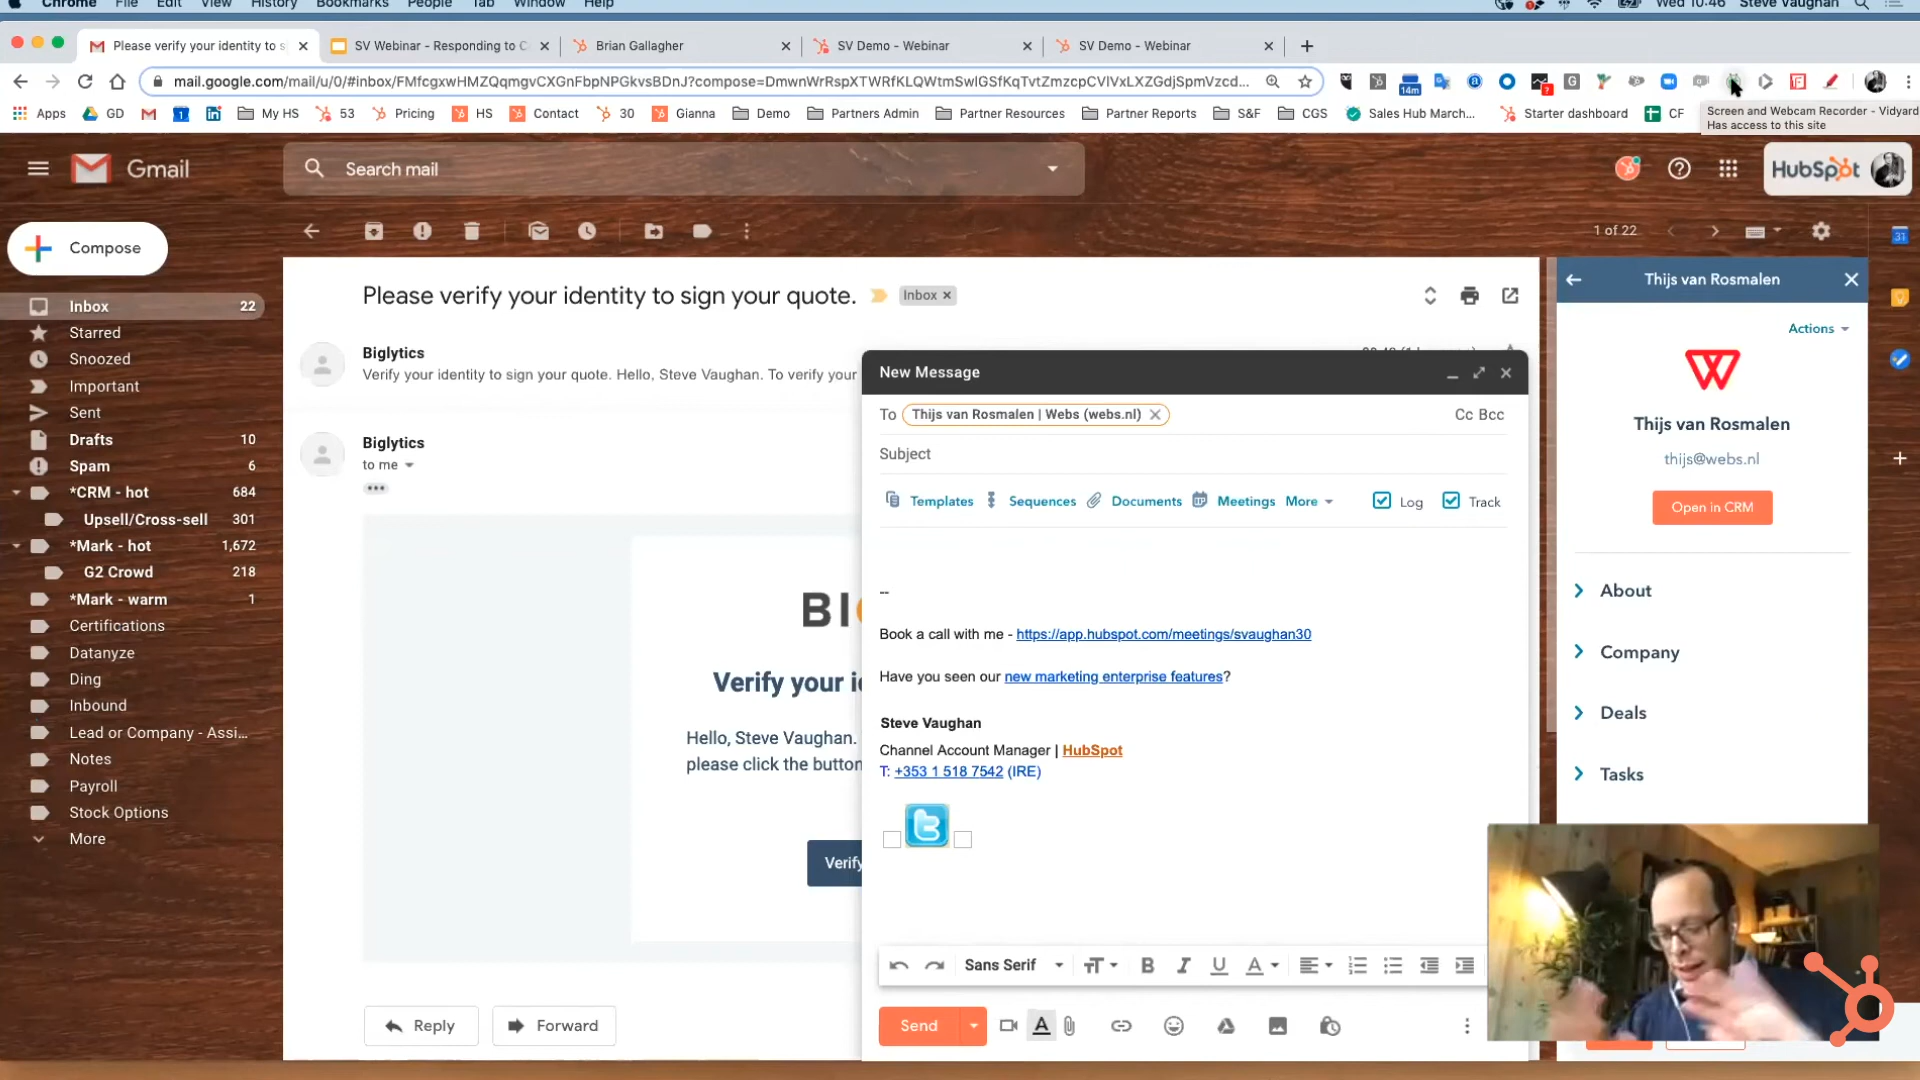 Chrome File Edit View History Bookmarks People Tab Window Help Wed 10:46 Steve Vaughan
Please verify your identity to s
SV Webinar - Responding to C
Brian Gallagher
SV Demo - Webinar
SV Demo - Webinar
mail.google.com/mail/u/0/#inbox/FMfcgxwHMZQqmgvCXGnFbpNPGkvsBDnJ?compose=DmwnWrRspXTWRfKLQWtmSwlGSfKqTvtZmzcpCVlVxLXZGdjSpmVzcd...
14m
Apps GD My HS 53 Pricing HS Contact 30 Gianna Demo Partners Admin Partner Resources Partner Reports S&F CGS Sales Hub March... Starter dashboard CF
Screen and Webcam Recorder - Vidyard
Has access to this site
Gmail
Search mail
HubSpot
Compose
1 of 22
Inbox 22
Starred
Snoozed
Important
Sent
Drafts 10
Spam 6
*CRM - hot 684
Upsell/Cross-sell 301
*Mark - hot 1,672
G2 Crowd 218
*Mark - warm 1
Certifications
Datanyze
Ding
Inbound
Lead or Company - Assi...
Notes
Payroll
Stock Options
More
Please verify your identity to sign your quote. Inbox
Biglytics
Verify your identity to sign your quote. Hello, Steve Vaughan. To verify your
Biglytics
to me
BI
Verify your i
Hello, Steve Vaughan.
please click the button
Verify
Reply
Forward
New Message
To Thijs van Rosmalen | Webs (webs.nl) Cc Bcc
Subject
Templates Sequences Documents Meetings More Log Track
--
Book a call with me - https://app.hubspot.com/meetings/svaughan30
Have you seen our new marketing enterprise features?
Steve Vaughan
Channel Account Manager | HubSpot
T: +353 1 518 7542 (IRE)
Sans Serif
Send
Thijs van Rosmalen
Actions
Thijs van Rosmalen
thijs@webs.nl
Open in CRM
About
Company
Deals
Tasks